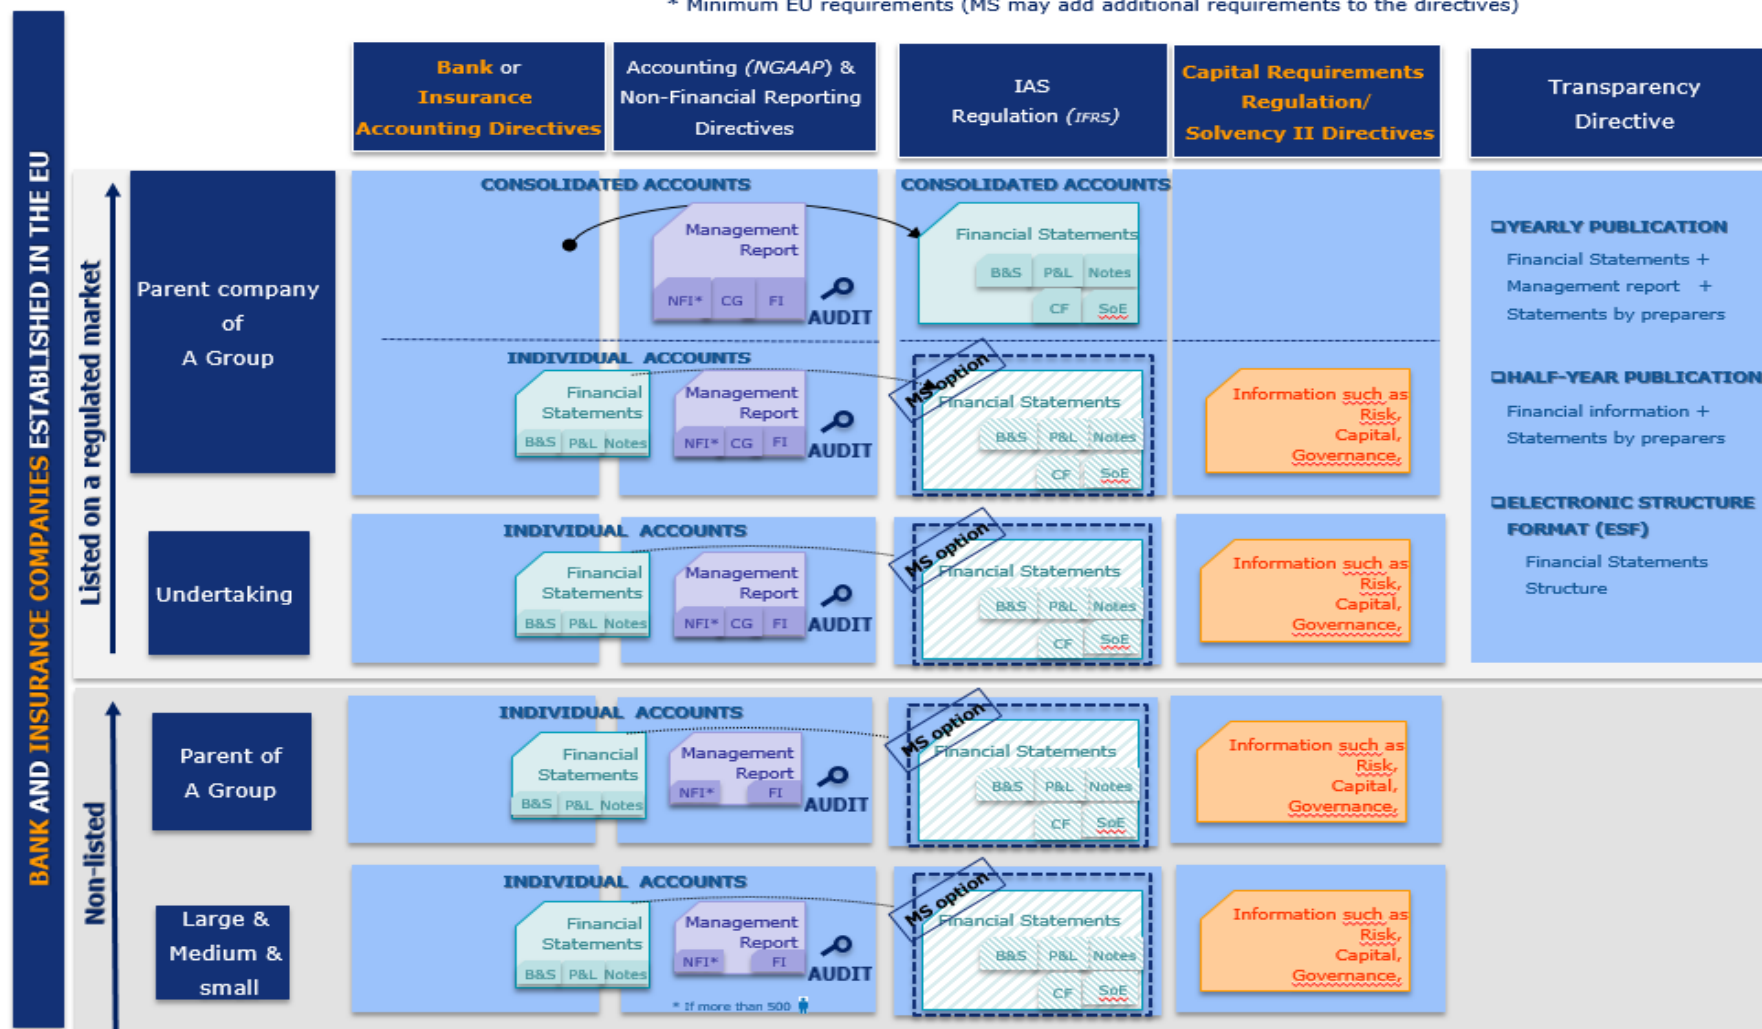 * Minimum EU requirements (MS may add additional requirements to the directives)
BANK AND INSURANCE COMPANIES ESTABLISHED IN THE EU
Bank or
Insurance
Accounting Directives
Accounting (NGAAP) &
Non-Financial Reporting
Directives
IAS
Regulation (IFRS)
Capital Requirements
Regulation/
Solvency II Directives
Transparency
Directive
Listed on a regulated market
Parent company
of
A Group
CONSOLIDATED ACCOUNTS
Management
Report
NFI* CG FI
AUDIT
CONSOLIDATED ACCOUNTS
Financial Statements
B&S P&L Notes
CF SoE
INDIVIDUAL ACCOUNTS
Financial
Statements
B&S P&L Notes
Management
Report
NFI* CG FI
AUDIT
MS option
Financial Statements
B&S P&L Notes
CF SoE
Information such as
Risk,
Capital,
Governance,
❑YEARLY PUBLICATION
Financial Statements +
Management report +
Statements by preparers
❑HALF-YEAR PUBLICATION
Financial information +
Statements by preparers
❑ELECTRONIC STRUCTURE
FORMAT (ESF)
Financial Statements
Structure
Undertaking
INDIVIDUAL ACCOUNTS
Financial
Statements
B&S P&L Notes
Management
Report
NFI* CG FI
AUDIT
MS option
Financial Statements
B&S P&L Notes
CF SoE
Information such as
Risk,
Capital,
Governance,
Non-listed
Parent of
A Group
INDIVIDUAL ACCOUNTS
Financial
Statements
B&S P&L Notes
Management
Report
NFI* FI
AUDIT
MS option
Financial Statements
B&S P&L Notes
CF SoE
Information such as
Risk,
Capital,
Governance,
Large &
Medium &
small
INDIVIDUAL ACCOUNTS
Financial
Statements
B&S P&L Notes
Management
Report
NFI* FI
AUDIT
* If more than 500
MS option
Financial Statements
B&S P&L Notes
CF SoE
Information such as
Risk,
Capital,
Governance,